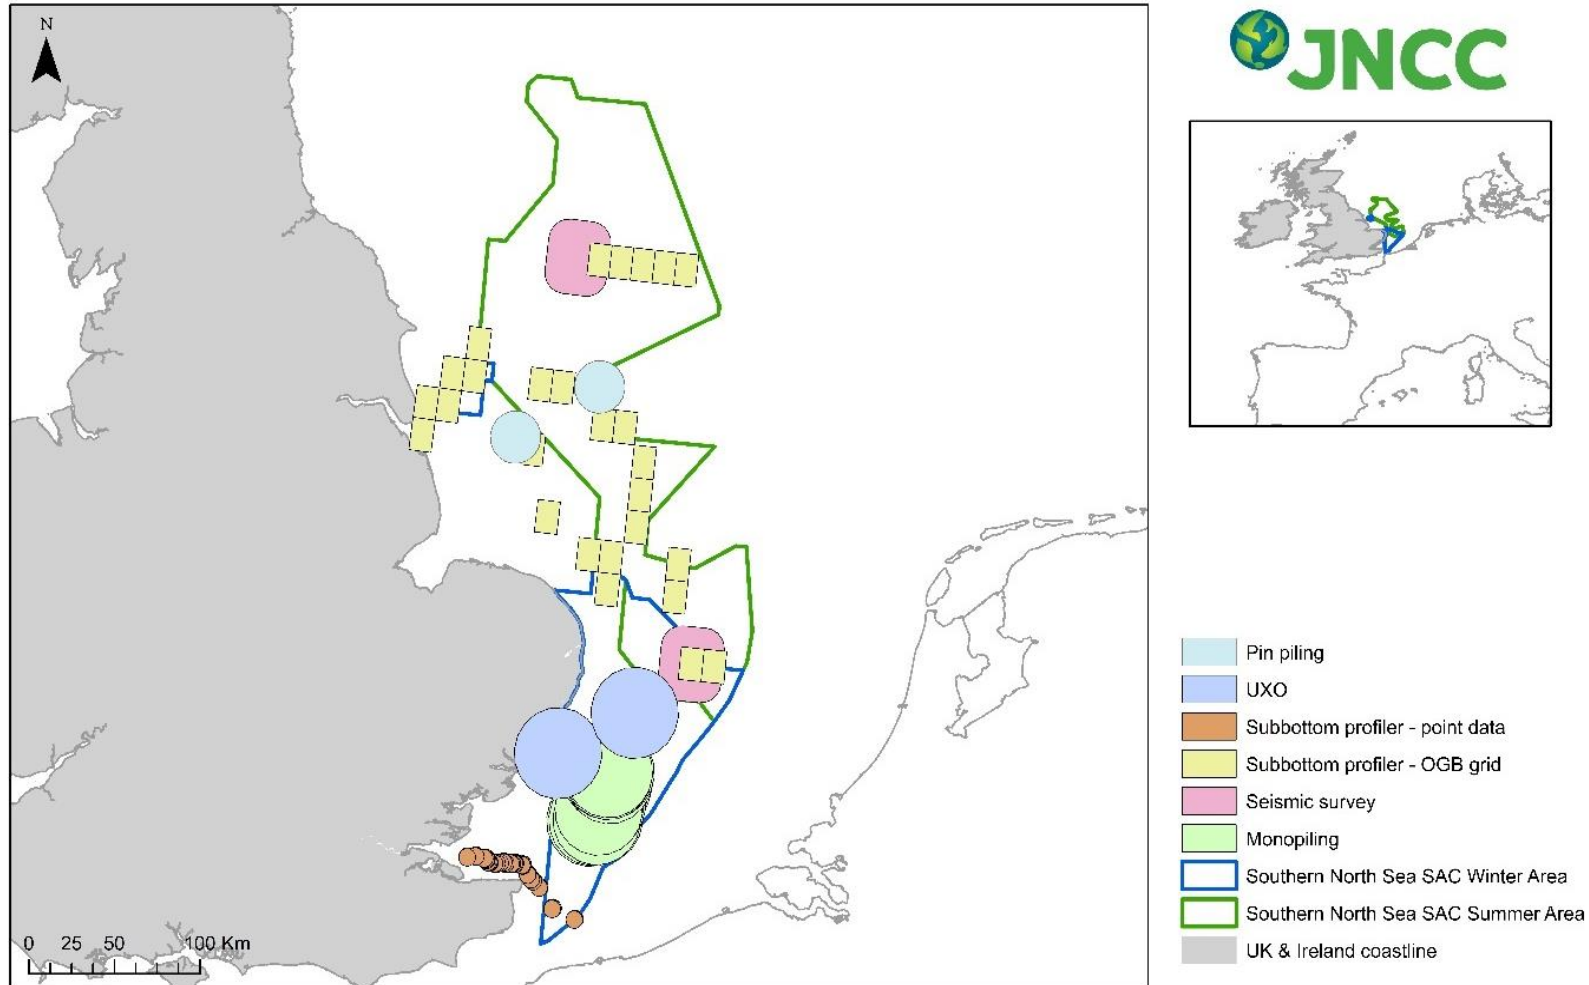 N
JNCC
Pin piling
UXO
Subbottom profiler - point data
Subbottom profiler - OGB grid
Seismic survey
Monopiling
Southern North Sea SAC Winter Area
Southern North Sea SAC Summer Area
UK & Ireland coastline
0 25 50 100 Km